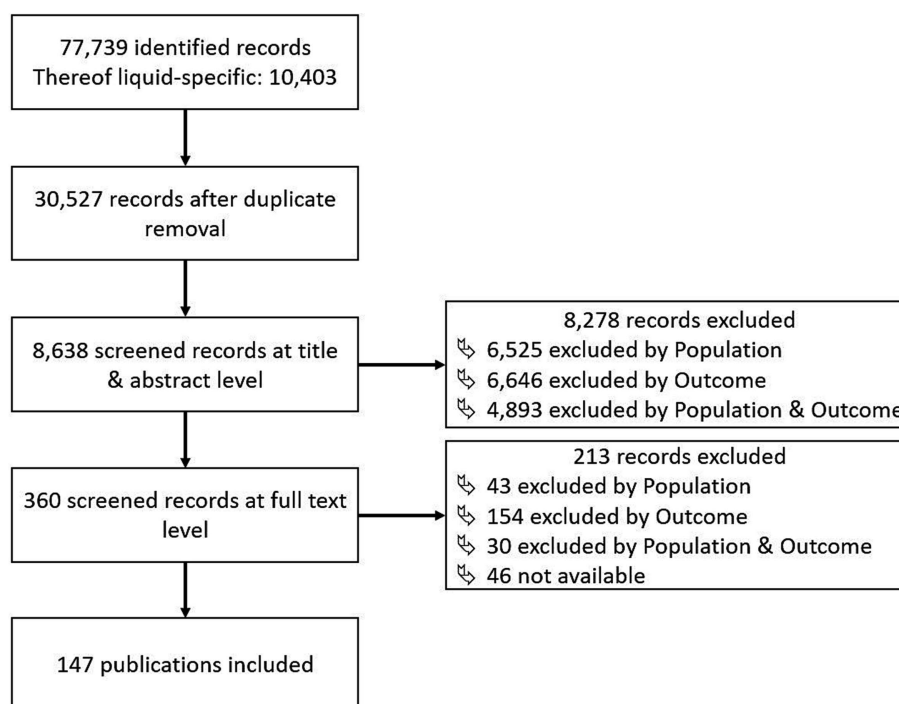 77,739 identified records
Thereof liquid-specific: 10,403
30,527 records after duplicate
removal
8,638 screened records at title
& abstract level
8,278 records excluded
6,525 excluded by Population
6,646 excluded by Outcome
4,893 excluded by Population & Outcome
360 screened records at full text
level
213 records excluded
43 excluded by Population
154 excluded by Outcome
30 excluded by Population & Outcome
46 not available
147 publications included